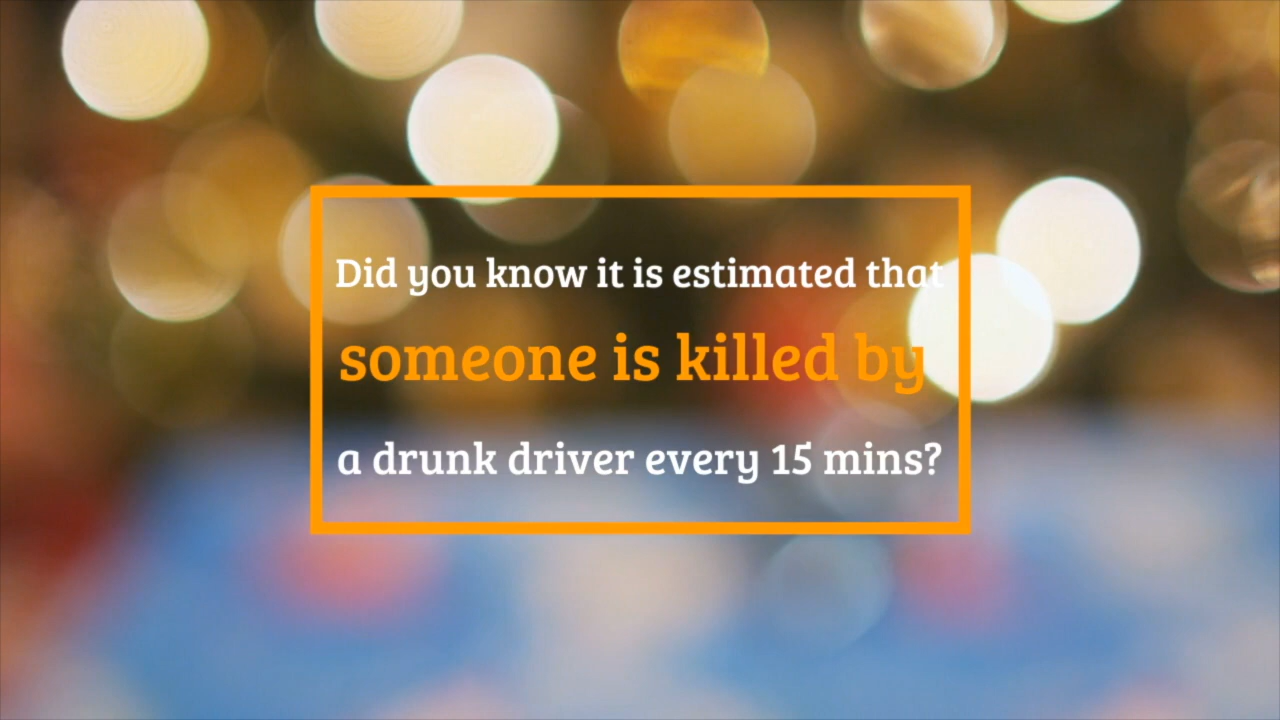 Did you know it is estimated that
someone is killed by
a drunk driver every 15 mins?